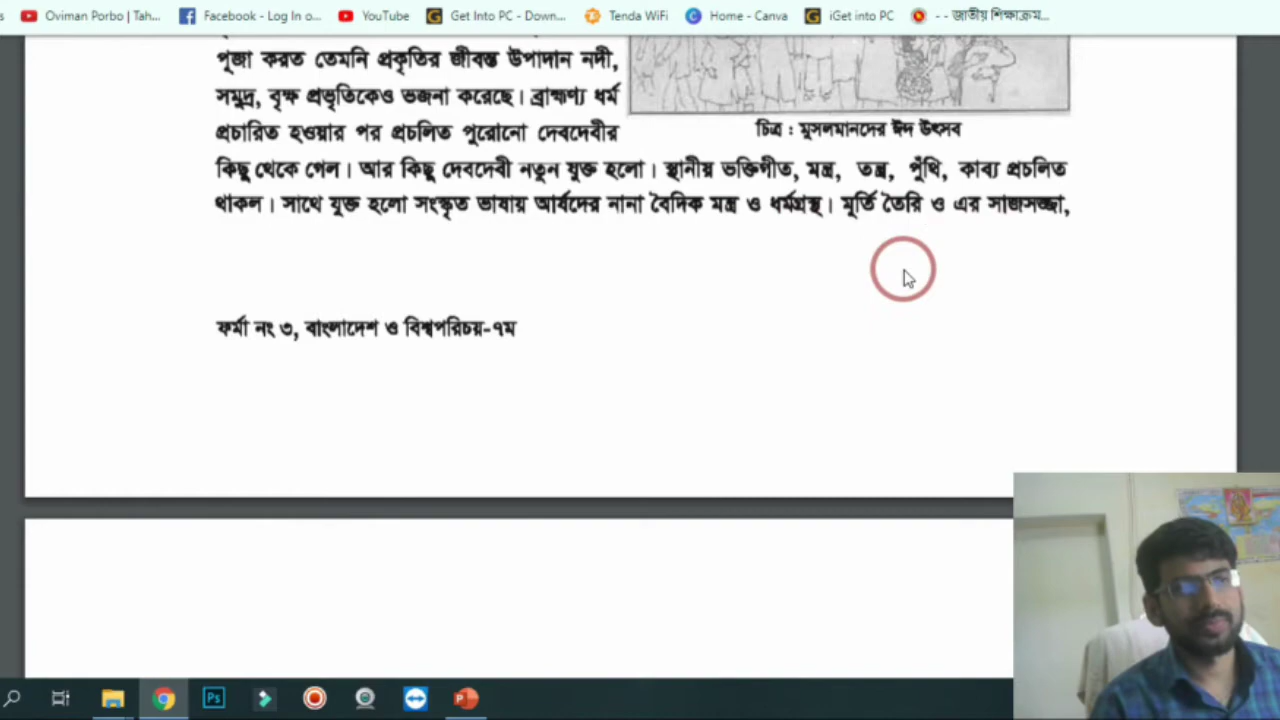 Oviman Porbo | Tah...
Facebook - Log In o...
YouTube
Get Into PC - Down...
Tenda WiFi
Home - Canva
iGet into PC
- - জাতীয় শিক্ষাক্রম...
পূজা করত তেমনি প্রকৃতির জীবন্ত উপাদান নদী,
সমুদ্র, বৃক্ষ প্রভৃতিকেও ভজনা করেছে। ব্রাহ্মণ্য ধর্ম
প্রচারিত হওয়ার পর প্রচলিত পুরোনো দেবদেবীর
চিত্র : মুসলমানদের ঈদ উৎসব
কিছু থেকে গেল। আর কিছু দেবদেবী নতুন যুক্ত হলো। স্থানীয় ভক্তিগীত, মন্ত্র, তন্ত্র, পুঁথি, কাব্য প্রচলিত
থাকল। সাথে যুক্ত হলো সংস্কৃত ভাষায় আর্যদের নানা বৈদিক মন্ত্র ও ধর্মগ্রন্থ। মূর্তি তৈরি ও এর সাজসজ্জা,
ফর্মা নং ৩, বাংলাদেশ ও বিশ্বপরিচয়-৭ম
Ps
P